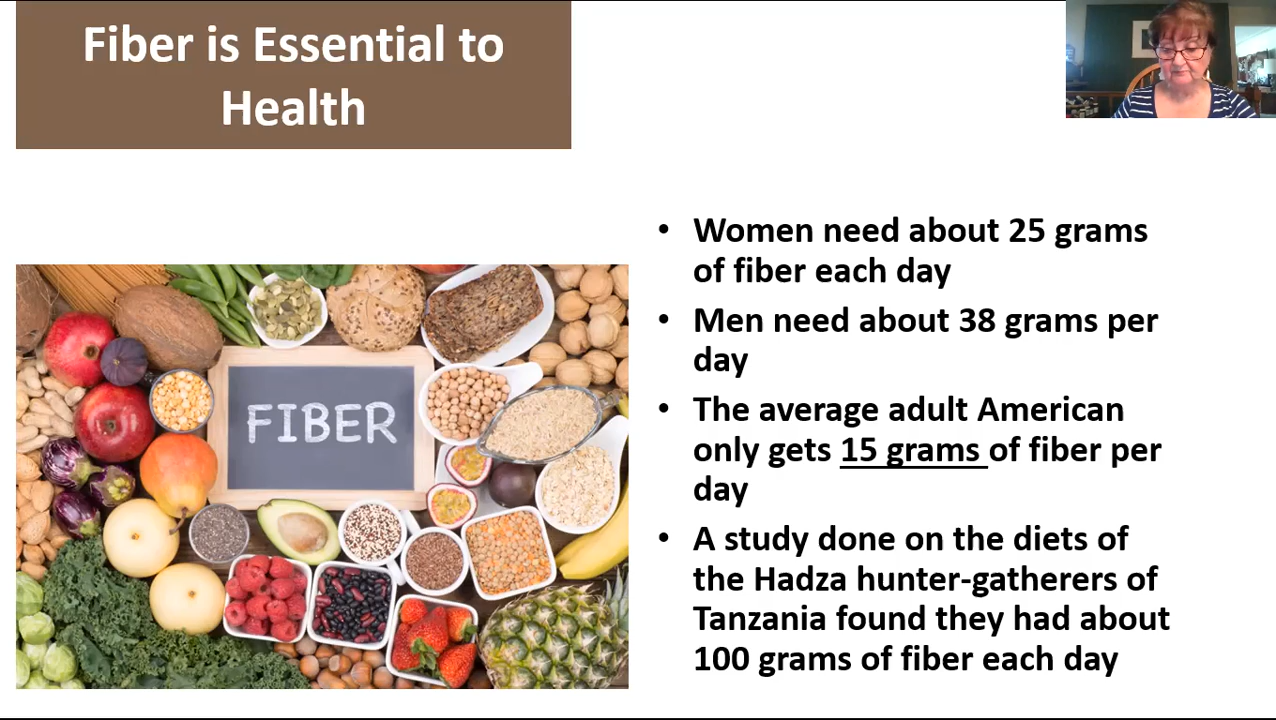 Fiber is Essential to
Health
FIBER
• Women need about 25 grams
of fiber each day
• Men need about 38 grams per
day
• The average adult American
only gets 15 grams of fiber per
day
• A study done on the diets of
the Hadza hunter-gatherers of
Tanzania found they had about
100 grams of fiber each day